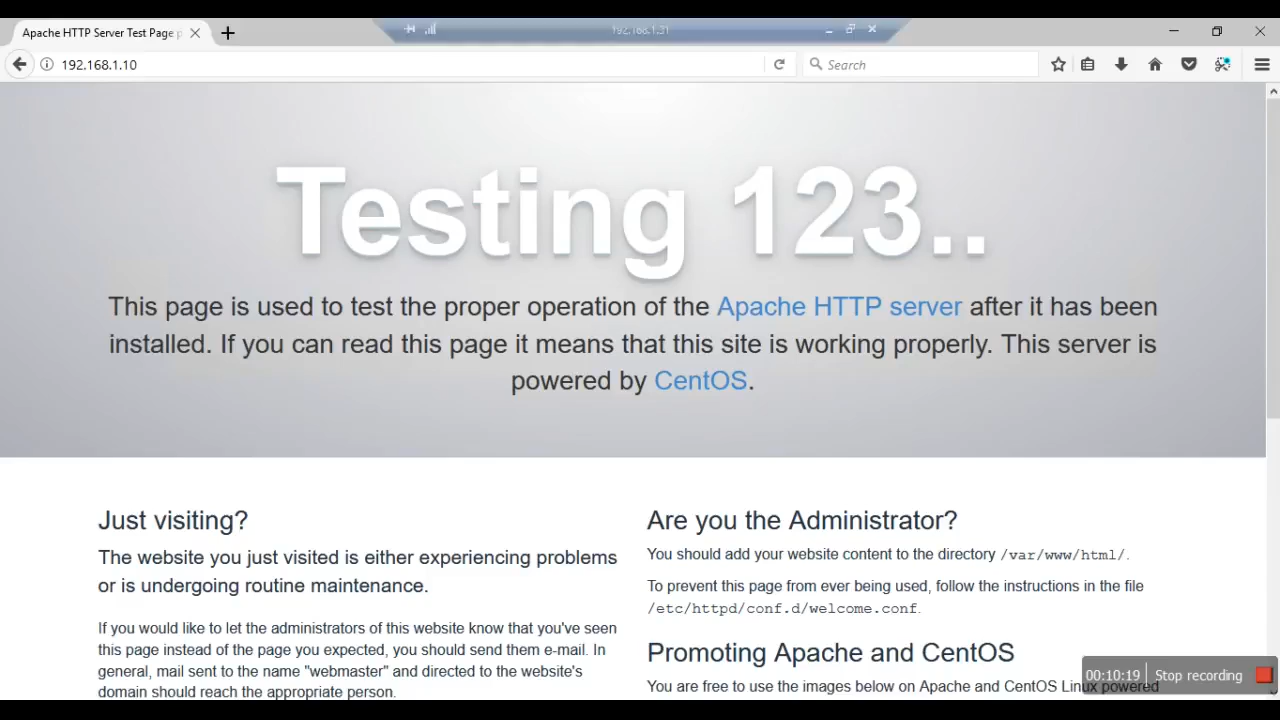 Apache HTTP Server Test Page p
192.168.1.31
192.168.1.10
Search
Testing 123..
This page is used to test the proper operation of the Apache HTTP server after it has been
installed. If you can read this page it means that this site is working properly. This server is
powered by CentOS.
Just visiting?
The website you just visited is either experiencing problems
or is undergoing routine maintenance.
If you would like to let the administrators of this website know that you've seen
this page instead of the page you expected, you should send them e-mail. In
general, mail sent to the name "webmaster" and directed to the website's
domain should reach the appropriate person.
Are you the Administrator?
You should add your website content to the directory /var/www/html/.
To prevent this page from ever being used, follow the instructions in the file
/etc/httpd/conf.d/welcome.conf.
Promoting Apache and CentOS
You are free to use the images below on Apache and CentOS Linux powered
00:10:19 Stop recording